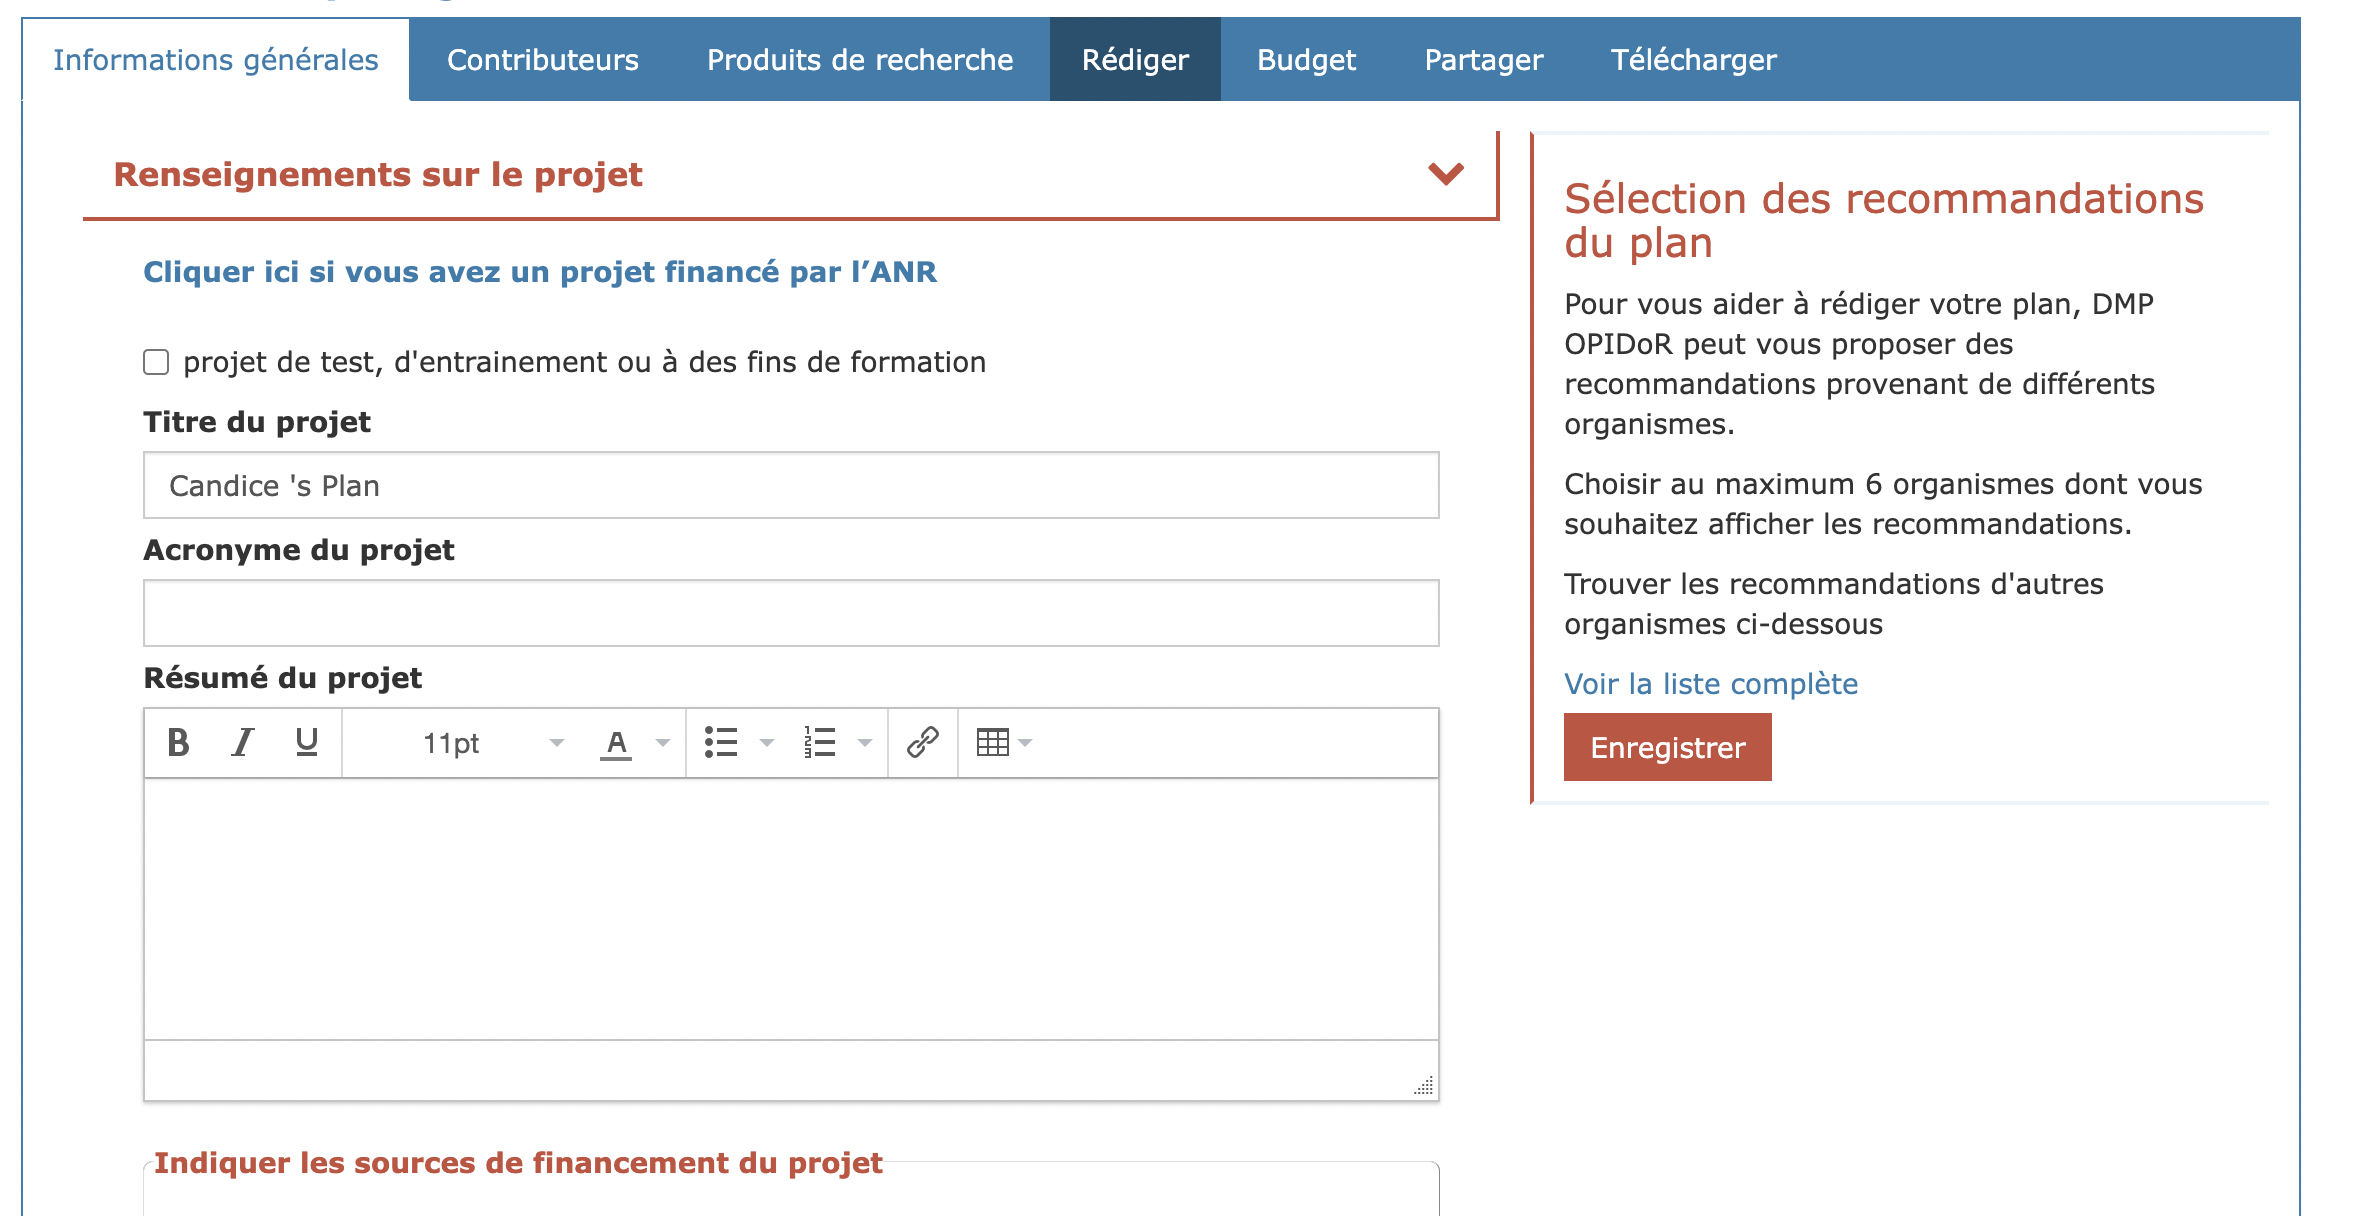 Informations générales
Contributeurs
Produits de recherche
Rédiger
Budget
Partager
Télécharger
Renseignements sur le projet
Cliquer ici si vous avez un projet financé par l’ANR
projet de test, d'entrainement ou à des fins de formation
Titre du projet
Candice 's Plan
Acronyme du projet
Résumé du projet
B I U 11pt A
Indiquer les sources de financement du projet
Sélection des recommandations
du plan
Pour vous aider à rédiger votre plan, DMP
OPIDoR peut vous proposer des
recommandations provenant de différents
organismes.
Choisir au maximum 6 organismes dont vous
souhaitez afficher les recommandations.
Trouver les recommandations d'autres
organismes ci-dessous
Voir la liste complète
Enregistrer